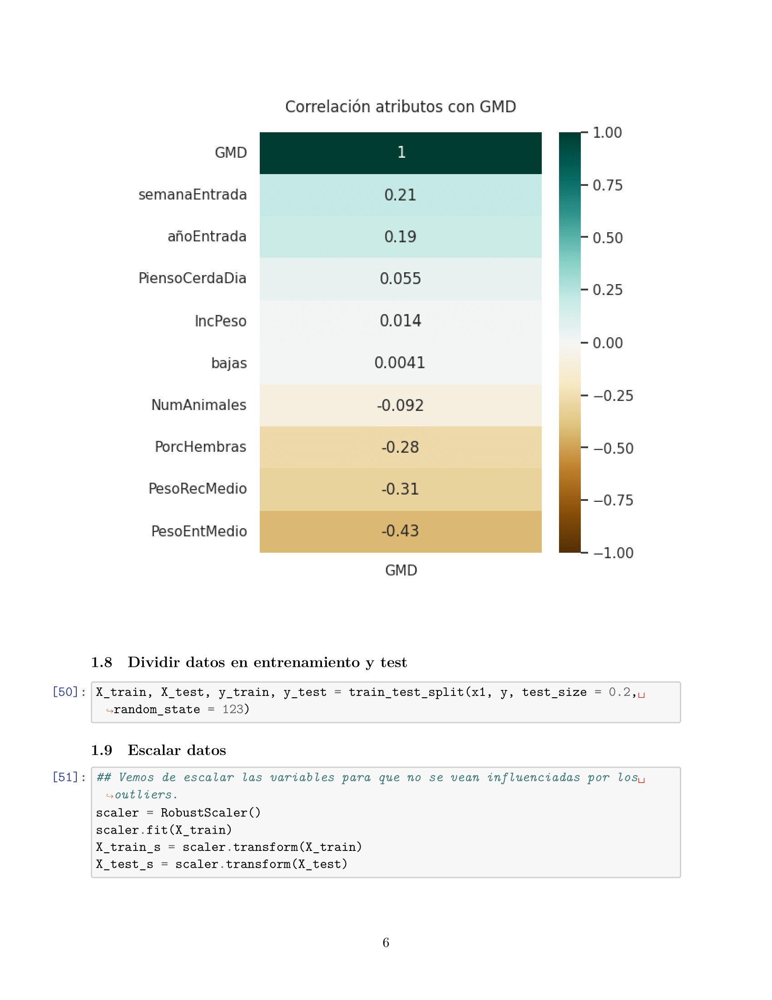 Correlación atributos con GMD
GMD 1
semanaEntrada 0.21
añoEntrada 0.19
PiensoCerdaDia 0.055
IncPeso 0.014
bajas 0.0041
NumAnimales -0.092
PorcHembras -0.28
PesoRecMedio -0.31
PesoEntMedio -0.43
GMD
1.00
0.75
0.50
0.25
0.00
−0.25
−0.50
−0.75
−1.00
1.8 Dividir datos en entrenamiento y test
[50]: X_train, X_test, y_train, y_test = train_test_split(x1, y, test_size = 0.2,␣
↪random_state = 123)
1.9 Escalar datos
[51]: ## Vemos de escalar las variables para que no se vean influenciadas por los␣
↪outliers.
scaler = RobustScaler()
scaler.fit(X_train)
X_train_s = scaler.transform(X_train)
X_test_s = scaler.transform(X_test)
6